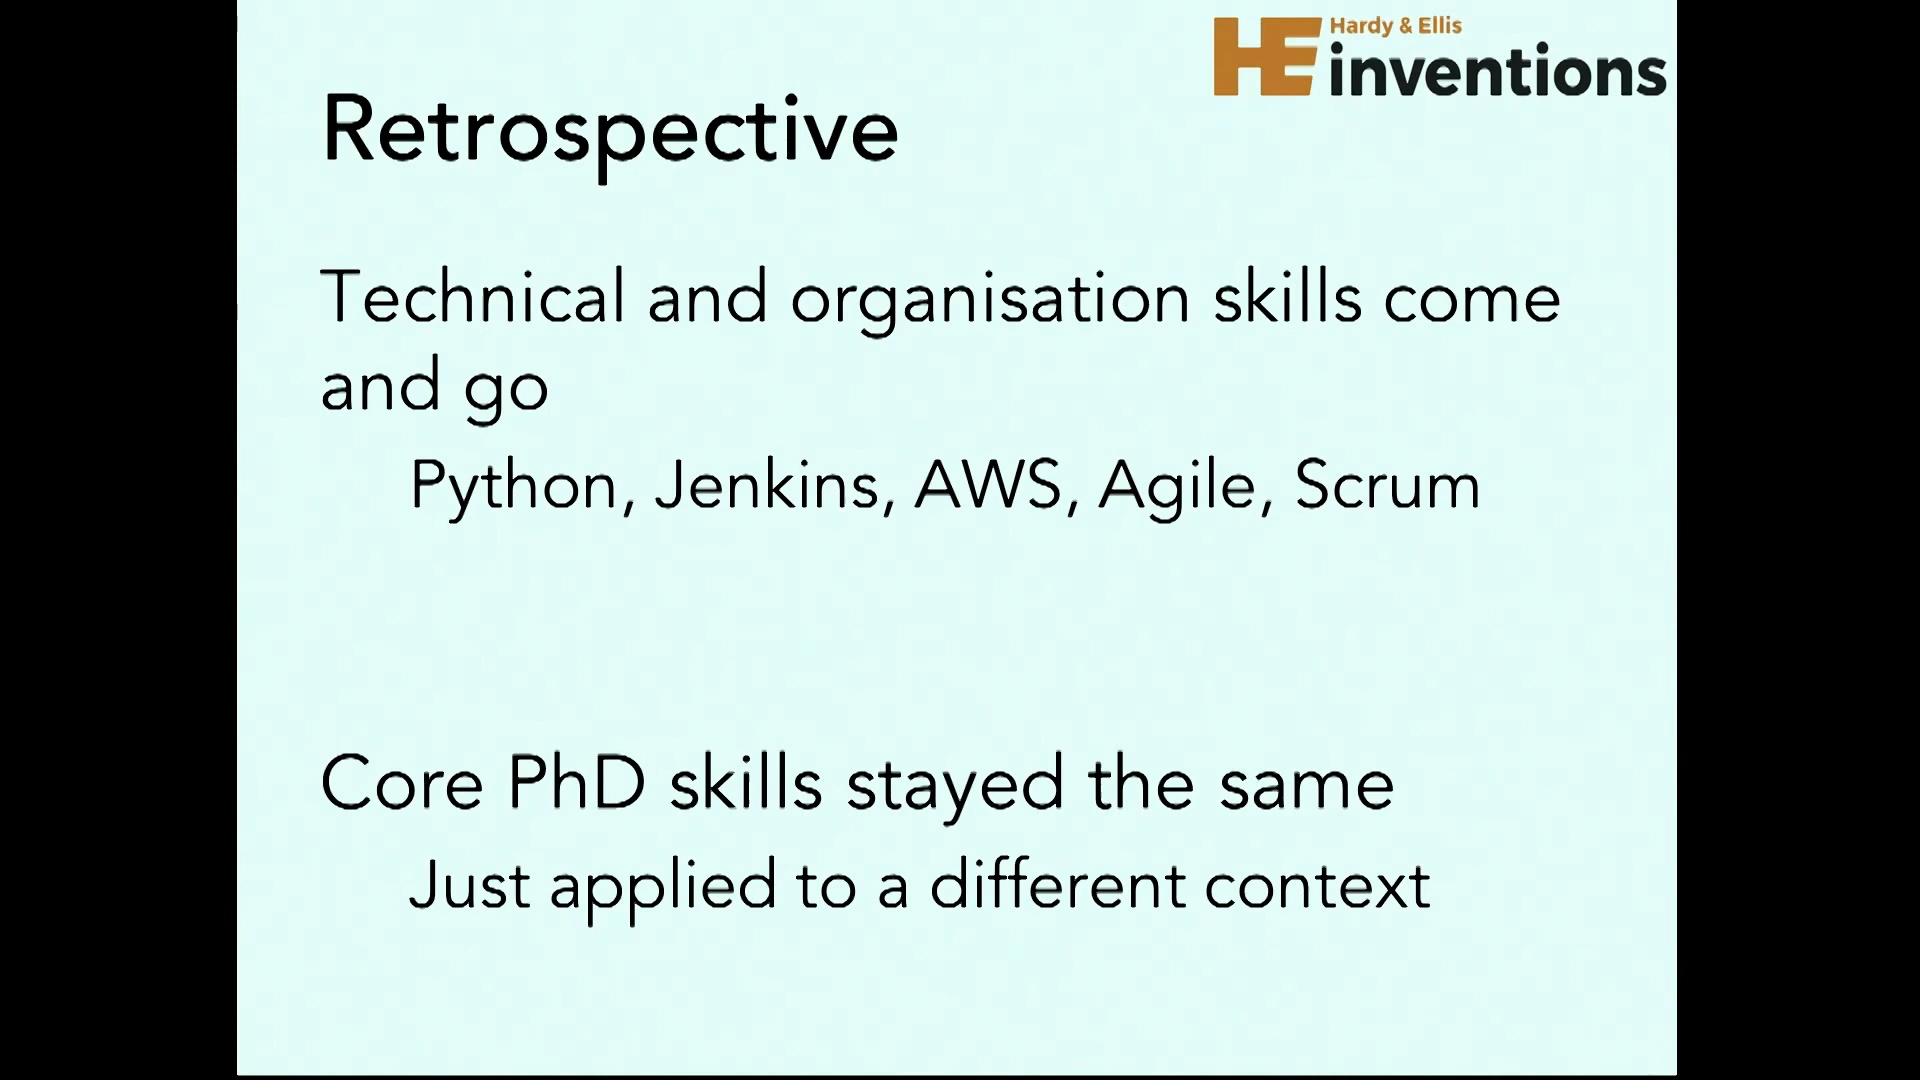 HE Hardy & Ellis
inventions
Retrospective
Technical and organisation skills come
and go
Python, Jenkins, AWS, Agile, Scrum
Core PhD skills stayed the same
Just applied to a different context